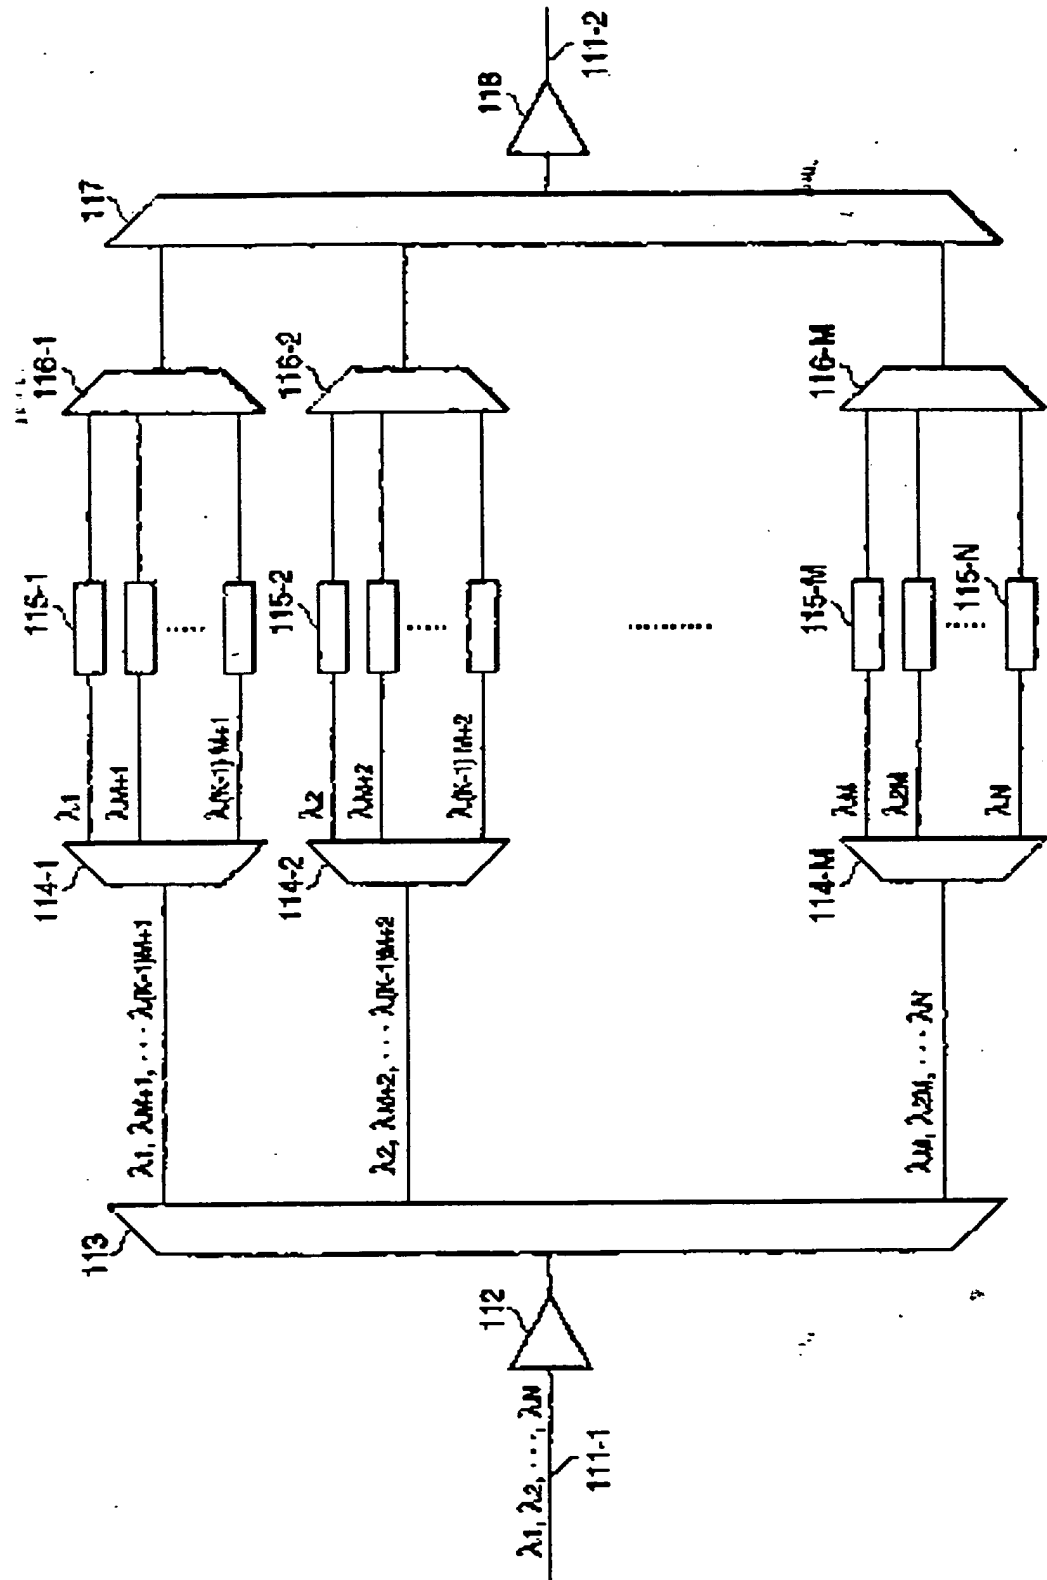 λ1, λ2, ···, λN
111-1
112
113
λ1, λM+1, ··· λ(K-1)M+1
λ2, λM+2, ··· λ(K-1)M+2
λM, λ2M, ··· λN
114-1
114-2
114-M
λ1
λM+1
λ(K-1)M+1
λ2
λM+2
λ(K-1)M+2
λM
λ2M
λN
115-1
115-2
115-M
115-N
116-1
116-2
116-M
117
118
111-2